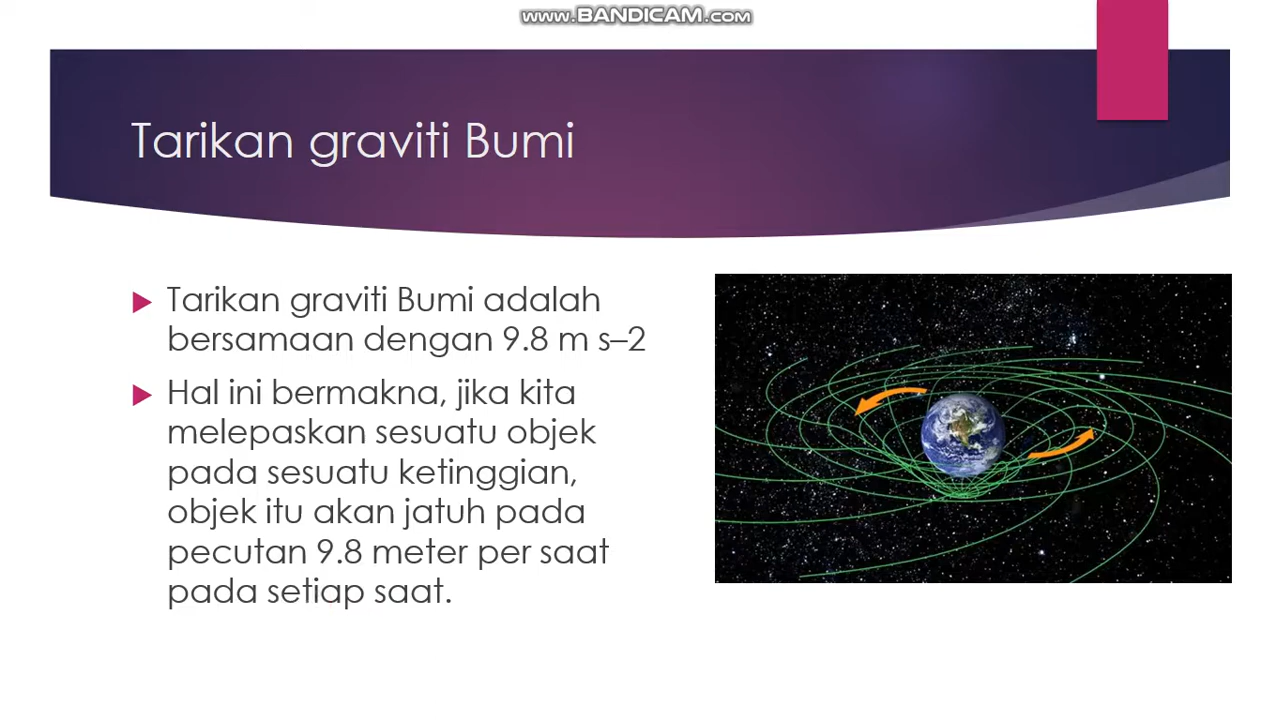 www.BANDICAM.com
Tarikan graviti Bumi
Tarikan graviti Bumi adalah
bersamaan dengan 9.8 m s–2
Hal ini bermakna, jika kita
melepaskan sesuatu objek
pada sesuatu ketinggian,
objek itu akan jatuh pada
pecutan 9.8 meter per saat
pada setiap saat.